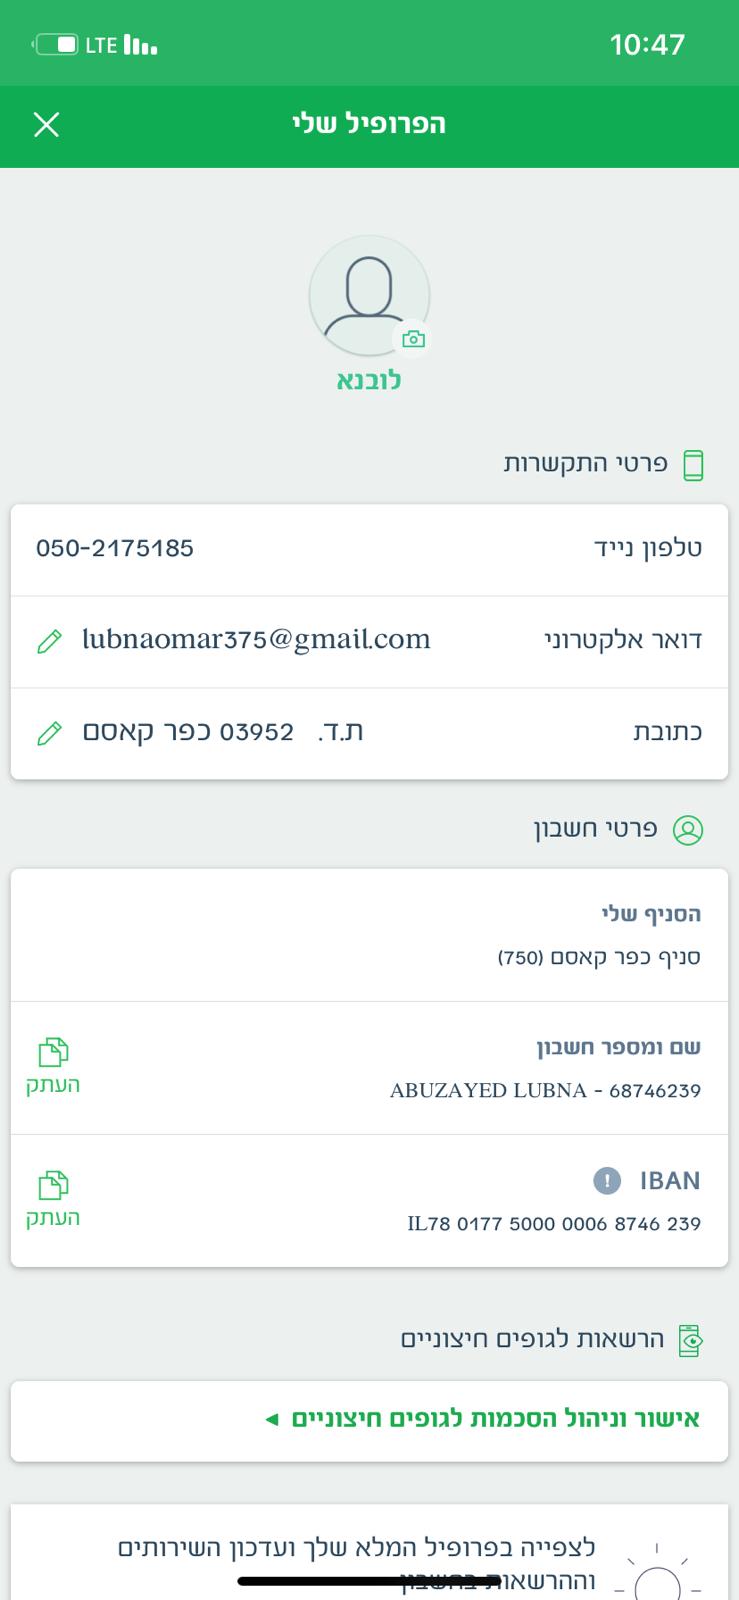 10:47
LTE
הפרופיל שלי
לובנא
פרטי התקשרות
טלפון נייד 050-2175185
דואר אלקטרוני lubnaomar375@gmail.com
כתובת ת.ד. 03952 כפר קאסם
פרטי חשבון
הסניף שלי
סניף כפר קאסם (750)
שם ומספר חשבון
ABUZAYED LUBNA - 68746239
העתק
IBAN
IL78 0177 5000 0006 8746 239
העתק
הרשאות לגופים חיצוניים
אישור וניהול הסכמות לגופים חיצוניים
לצפייה בפרופיל המלא שלך ועדכון השירותים
וההרשאות בחשבון